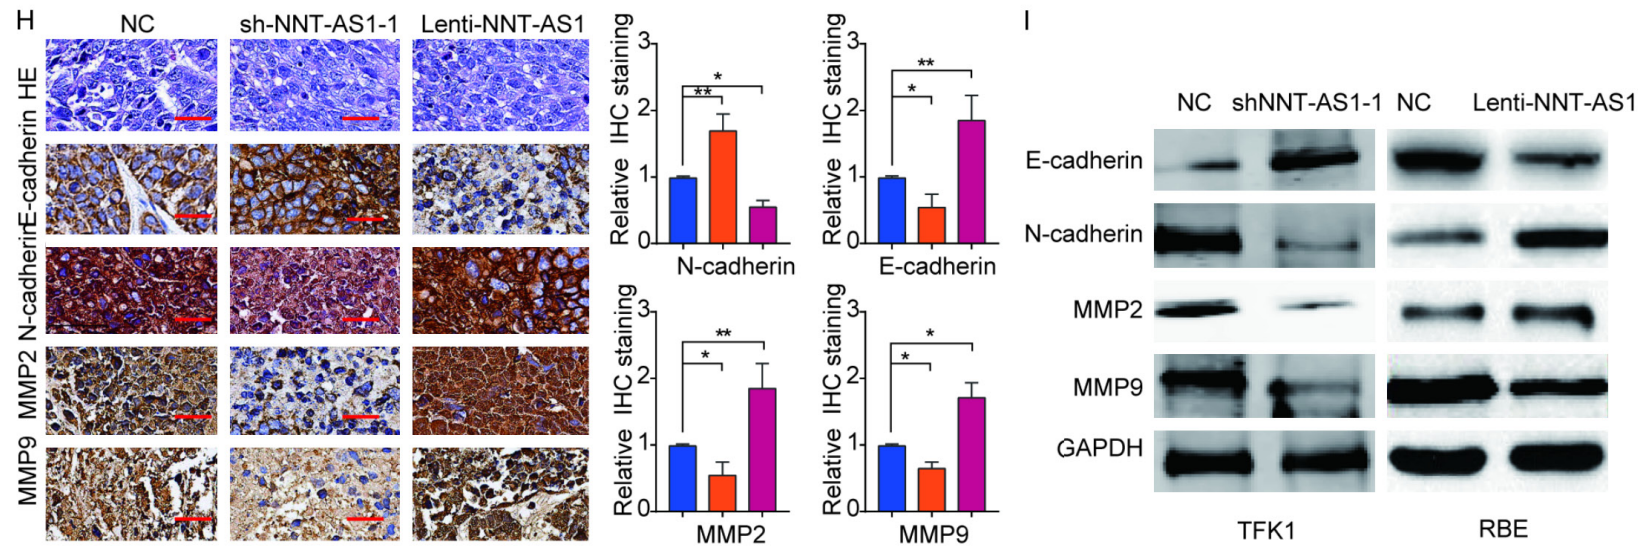 H
NC sh-NNT-AS1-1 Lenti-NNT-AS1
HE
E-cadherin
N-cadherin
MMP2
MMP9
Relative IHC staining
3
2
1
0
*
**
N-cadherin
Relative IHC staining
3
2
1
0
**
*
E-cadherin
Relative IHC staining
3
2
1
0
**
*
MMP2
Relative IHC staining
3
2
1
0
*
*
MMP9
I
NC shNNT-AS1-1 NC Lenti-NNT-AS1
E-cadherin
N-cadherin
MMP2
MMP9
GAPDH
TFK1 RBE